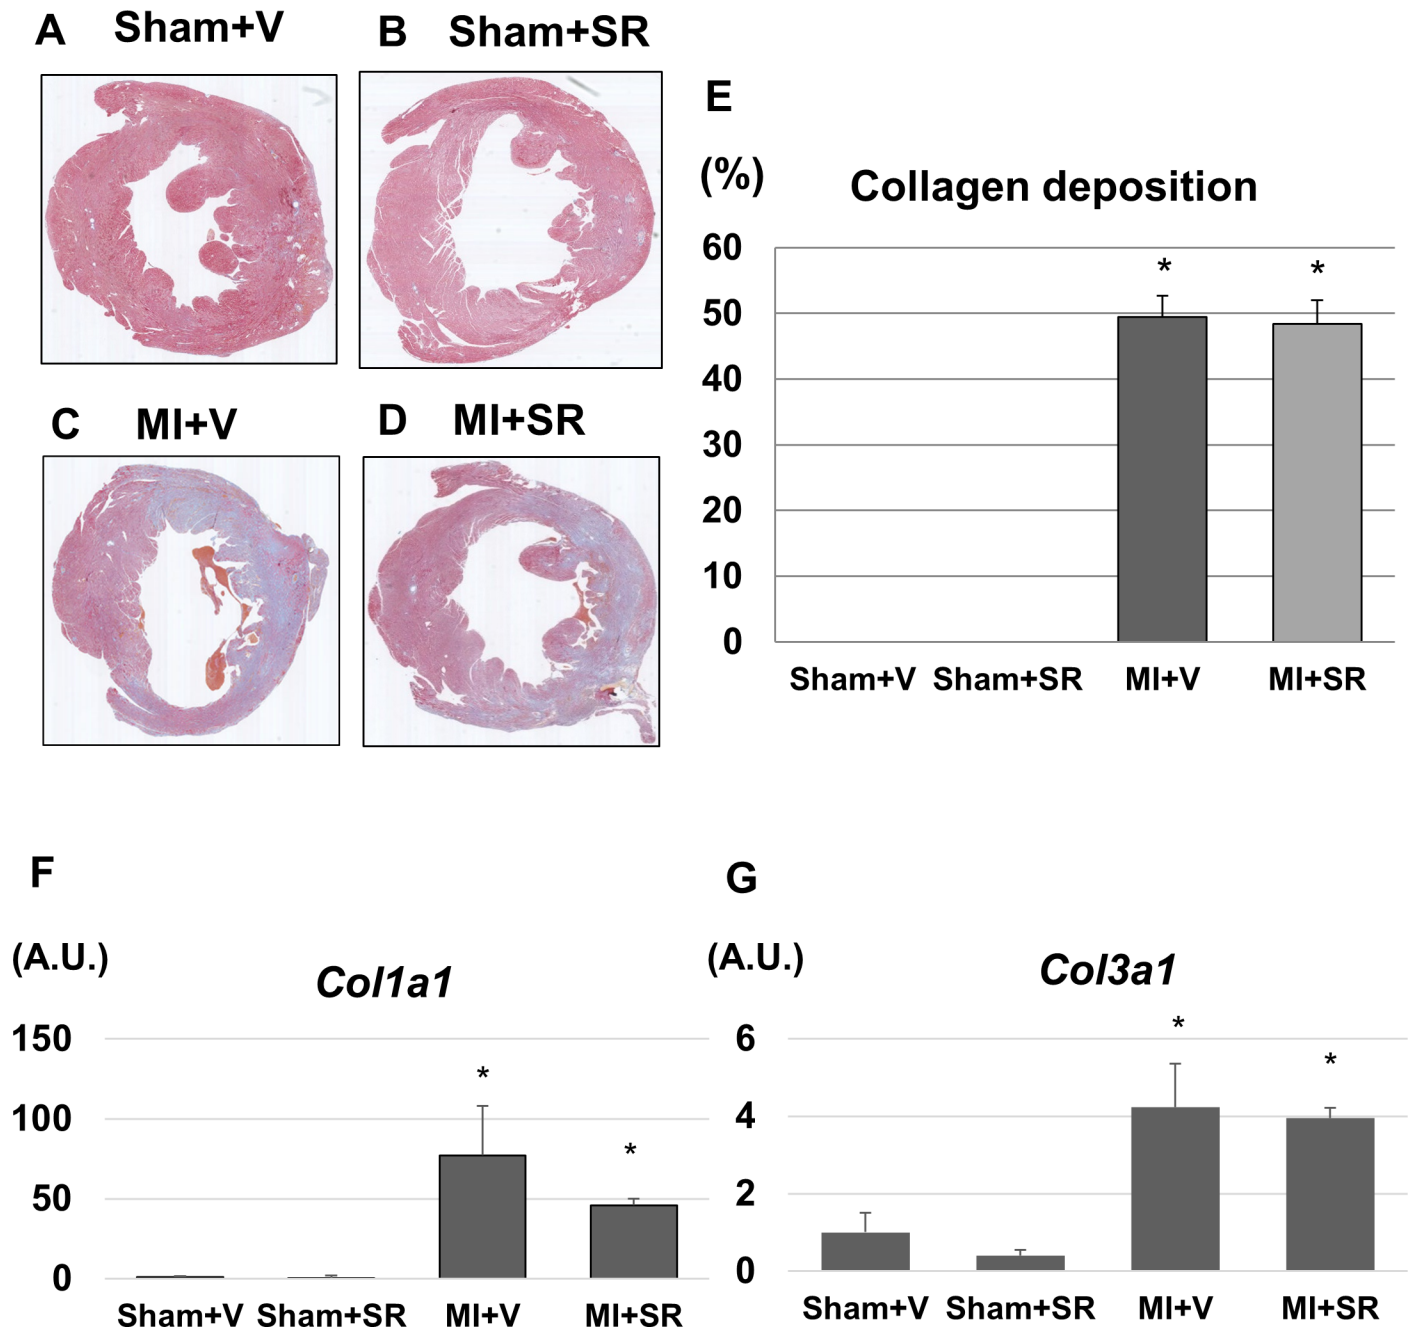 A Sham+V
B Sham+SR
C MI+V
D MI+SR
E
(%) Collagen deposition
60
*
*
50
40
30
20
10
0
Sham+V Sham+SR MI+V MI+SR
F
(A.U.) Col1a1
150
*
100
*
50
0
Sham+V Sham+SR MI+V MI+SR
G
(A.U.) Col3a1
*
6
*
4
2
0
Sham+V Sham+SR MI+V MI+SR